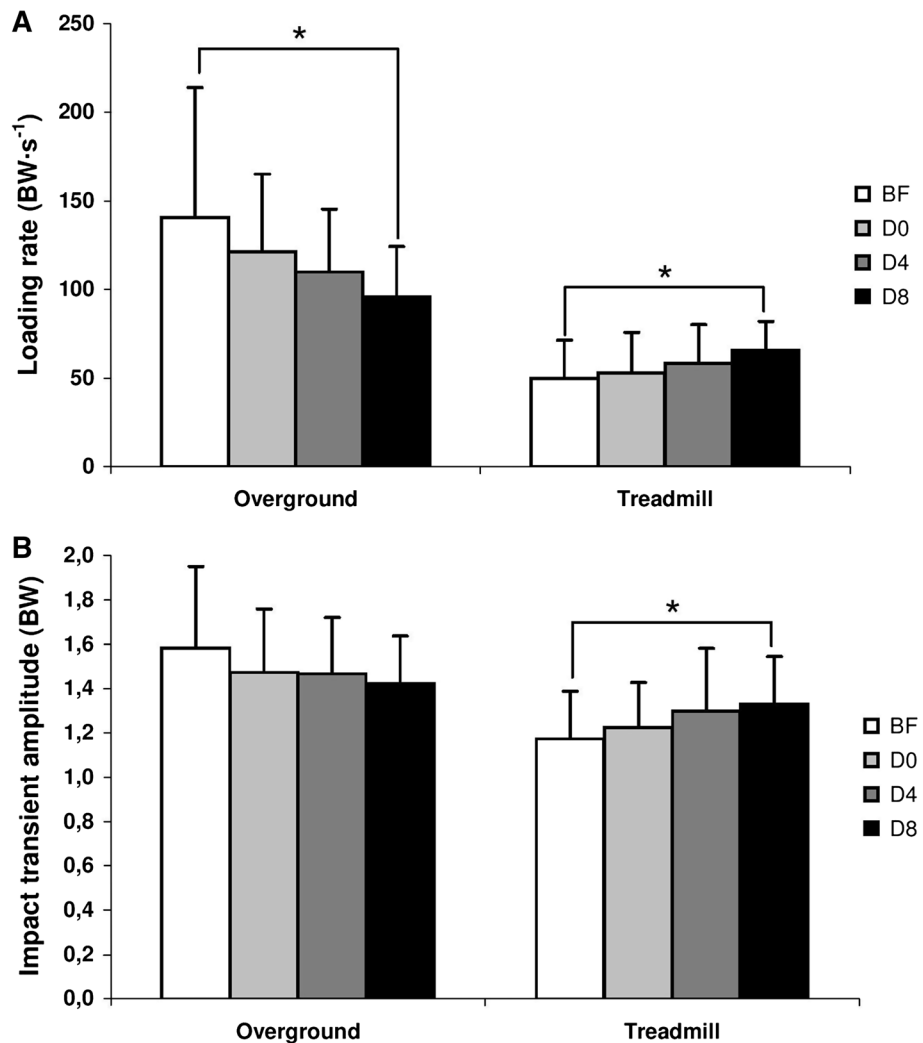 A
Loading rate (BW·s⁻¹)
250
200
150
100
50
0
*
*
BF
D0
D4
D8
Overground
Treadmill
B
Impact transient amplitude (BW)
2,0
1,8
1,6
1,4
1,2
1,0
0,8
0,6
0,4
0,2
0,0
*
BF
D0
D4
D8
Overground
Treadmill